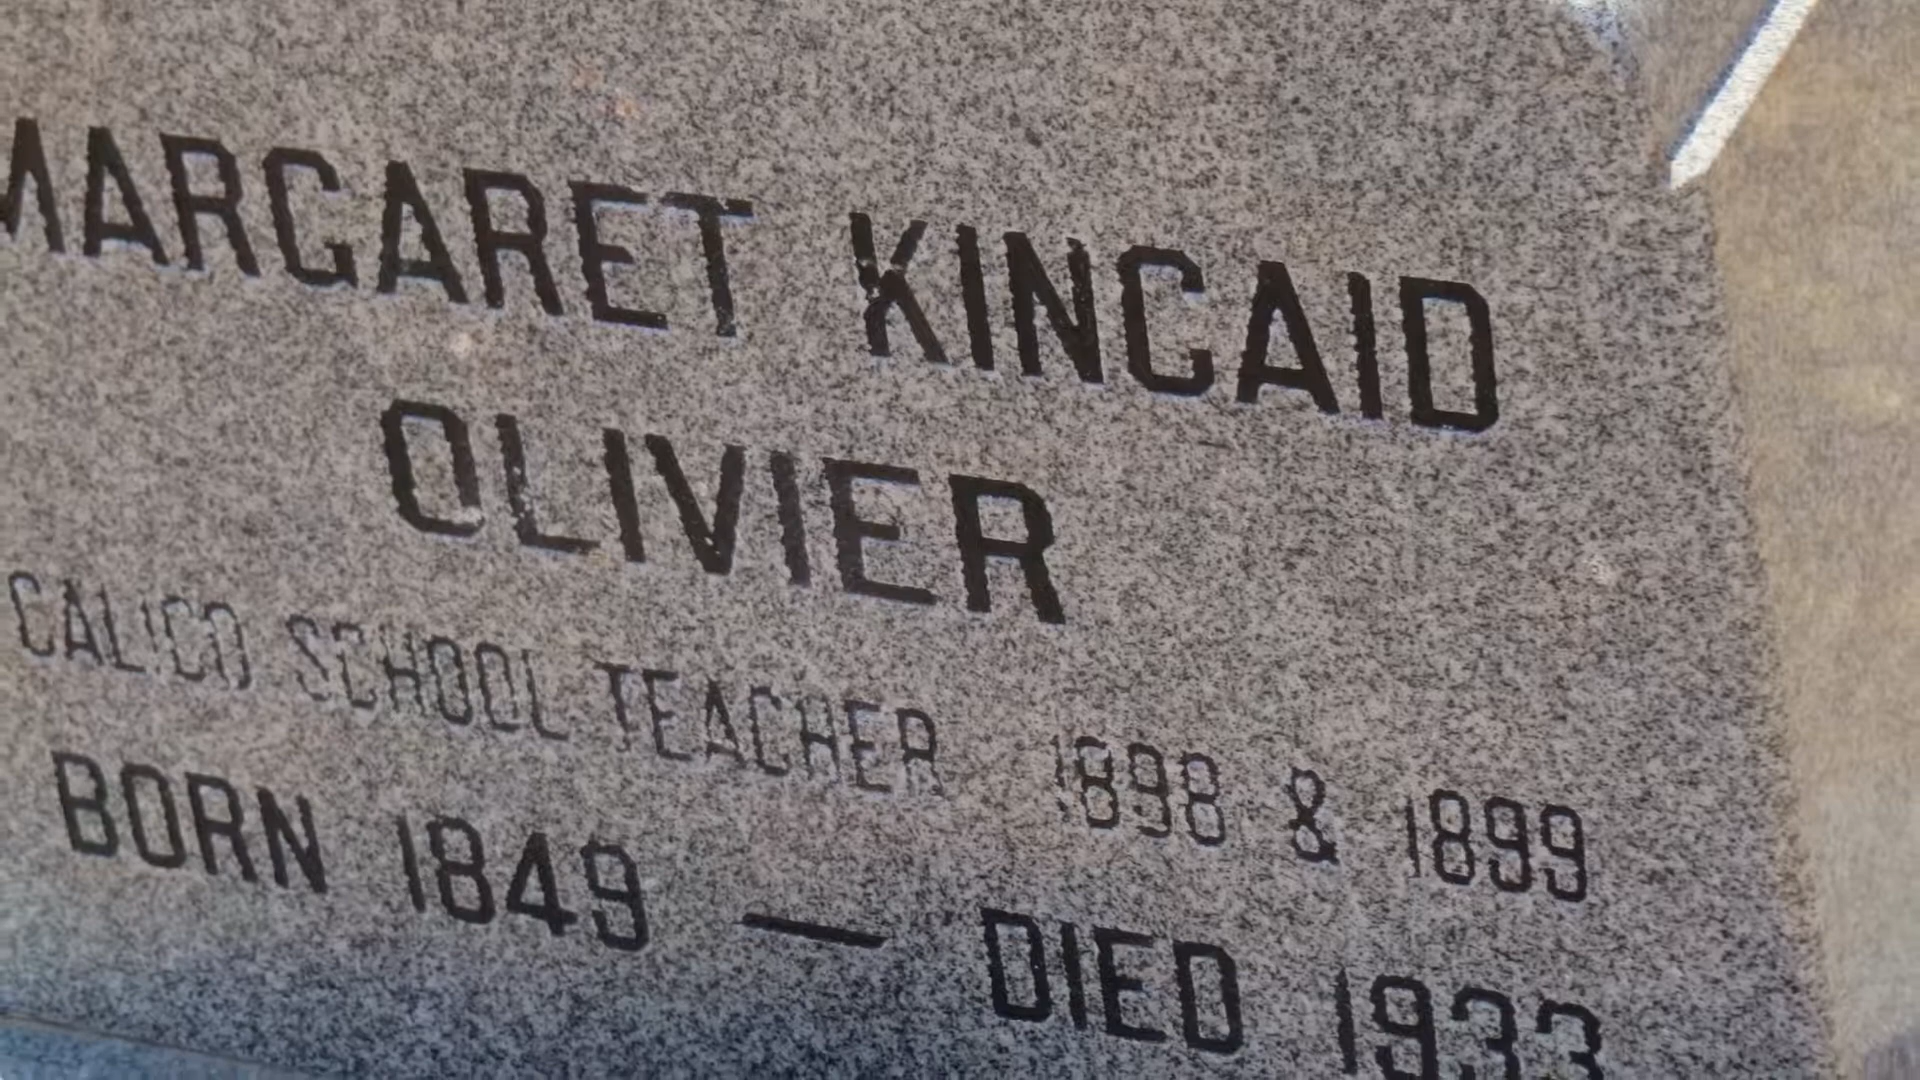 MARGARET KINCAID
OLIVIER
CALICO SCHOOL TEACHER 1898 & 1899
BORN 1849 — DIED 1933